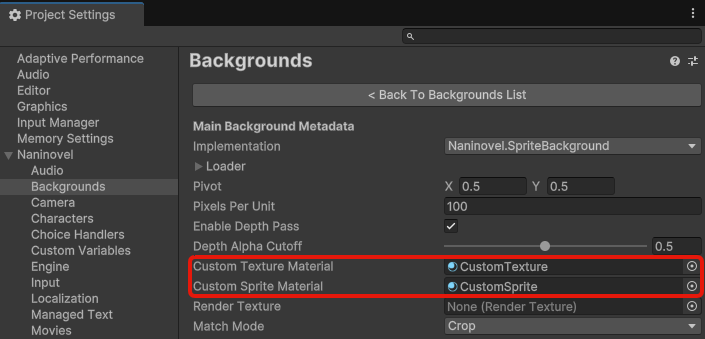 Project Settings
Adaptive Performance
Audio
Editor
Graphics
Input Manager
Memory Settings
Naninovel
Audio
Backgrounds
Camera
Characters
Choice Handlers
Custom Variables
Engine
Input
Localization
Managed Text
Movies
Backgrounds
< Back To Backgrounds List
Main Background Metadata
Implementation Naninovel.SpriteBackground
Loader
Pivot X 0.5 Y 0.5
Pixels Per Unit 100
Enable Depth Pass
Depth Alpha Cutoff 0.5
Custom Texture Material CustomTexture
Custom Sprite Material CustomSprite
Render Texture None (Render Texture)
Match Mode Crop